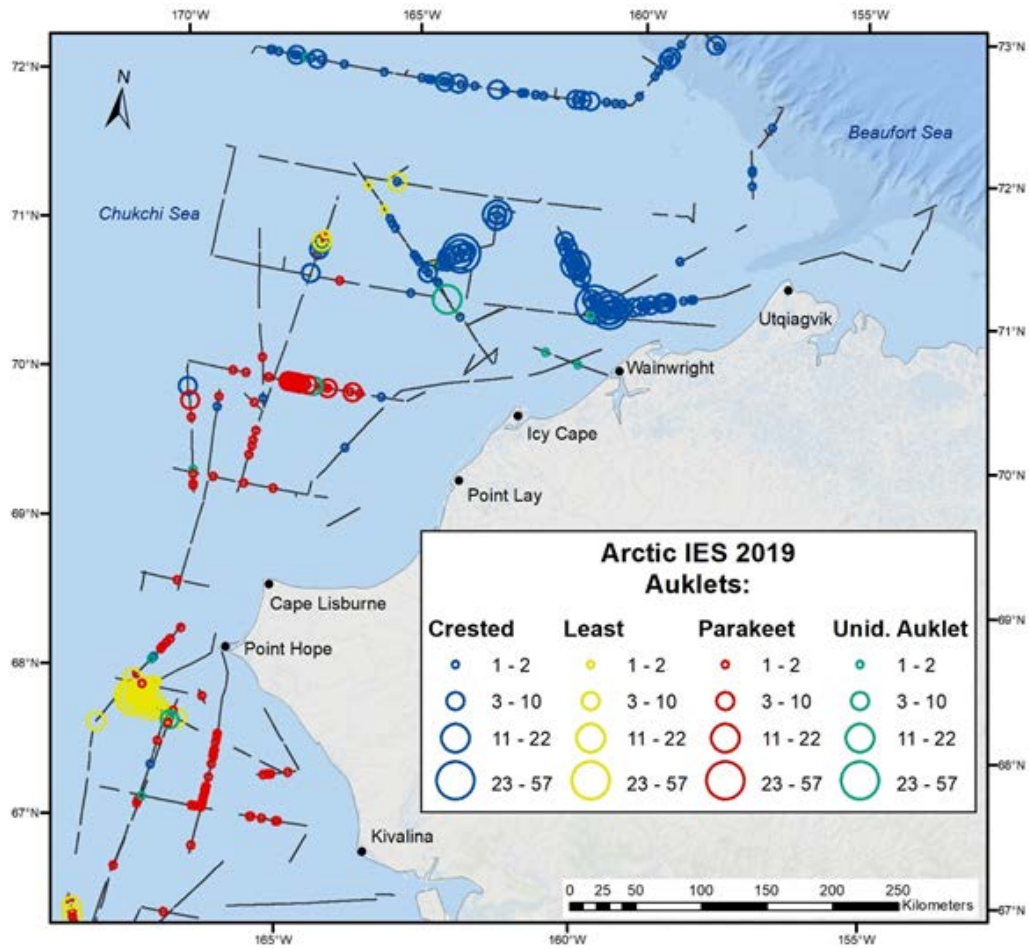 170°W 165°W 160°W 155°W
72°N 73°N
N
Beaufort Sea
72°N
71°N Chukchi Sea
Utqiagvik 71°N
70°N Wainwright
Icy Cape
Point Lay 70°N
69°N
Arctic IES 2019
Auklets:
Cape Lisburne
Crested Least Parakeet Unid. Auklet 69°N
Point Hope
68°N 1 - 2 1 - 2 1 - 2 1 - 2
3 - 10 3 - 10 3 - 10 3 - 10
11 - 22 11 - 22 11 - 22 11 - 22
68°N
23 - 57 23 - 57 23 - 57 23 - 57
67°N
Kivalina
0 25 50 100 150 200 250
Kilometers
67°N
165°W 160°W 155°W